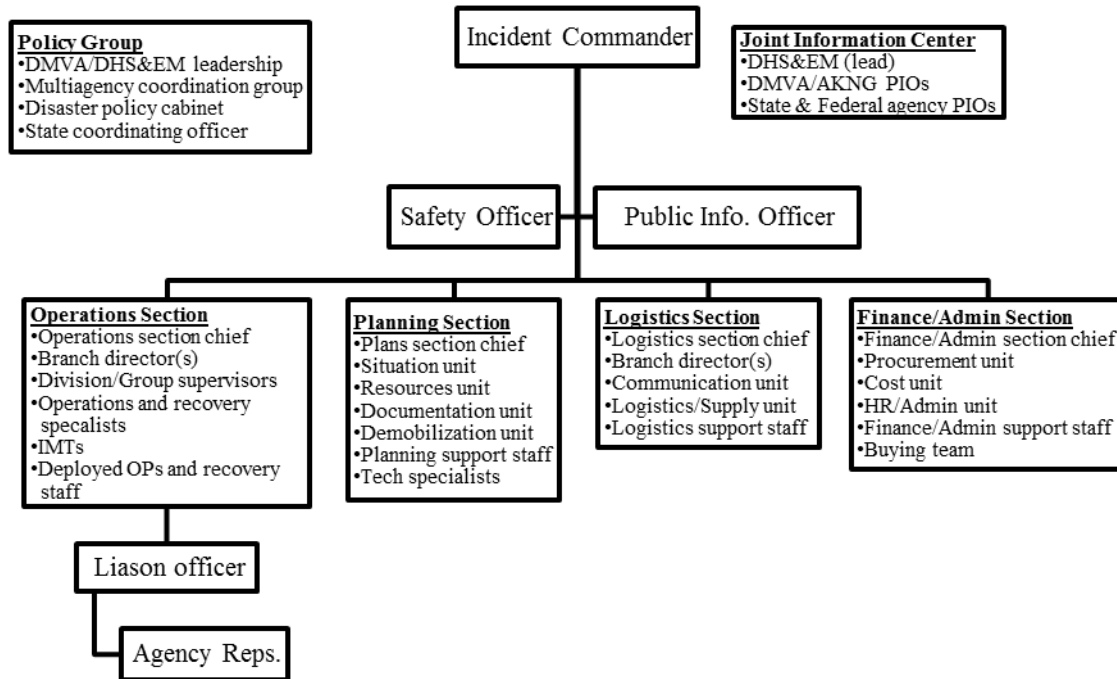 Incident Commander
Policy Group
•DMVA/DHS&EM leadership
•Multiagency coordination group
•Disaster policy cabinet
•State coordinating officer
Joint Information Center
•DHS&EM (lead)
•DMVA/AKNG PIOs
•State & Federal agency PIOs
Safety Officer
Public Info. Officer
Operations Section
•Operations section chief
•Branch director(s)
•Division/Group supervisors
•Operations and recovery
specalists
•IMTs
•Deployed OPs and recovery
staff
Planning Section
•Plans section chief
•Situation unit
•Resources unit
•Documentation unit
•Demobilization unit
•Planning support staff
•Tech specialists
Logistics Section
•Logistics section chief
•Branch director(s)
•Communication unit
•Logistics/Supply unit
•Logistics support staff
Finance/Admin Section
•Finance/Admin section chief
•Procurement unit
•Cost unit
•HR/Admin unit
•Finance/Admin support staff
•Buying team
Liason officer
Agency Reps.